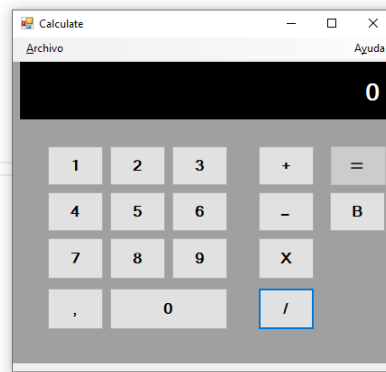 Calculate
Archivo Ayuda
0
1 2 3 + =
4 5 6 - B
7 8 9 X
, 0 /